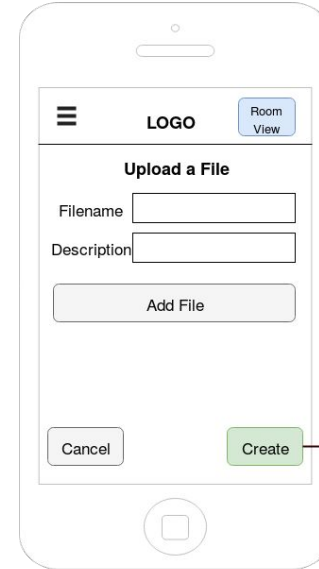 LOGO
Room
View
Upload a File
Filename
Description
Add File
Cancel
Create